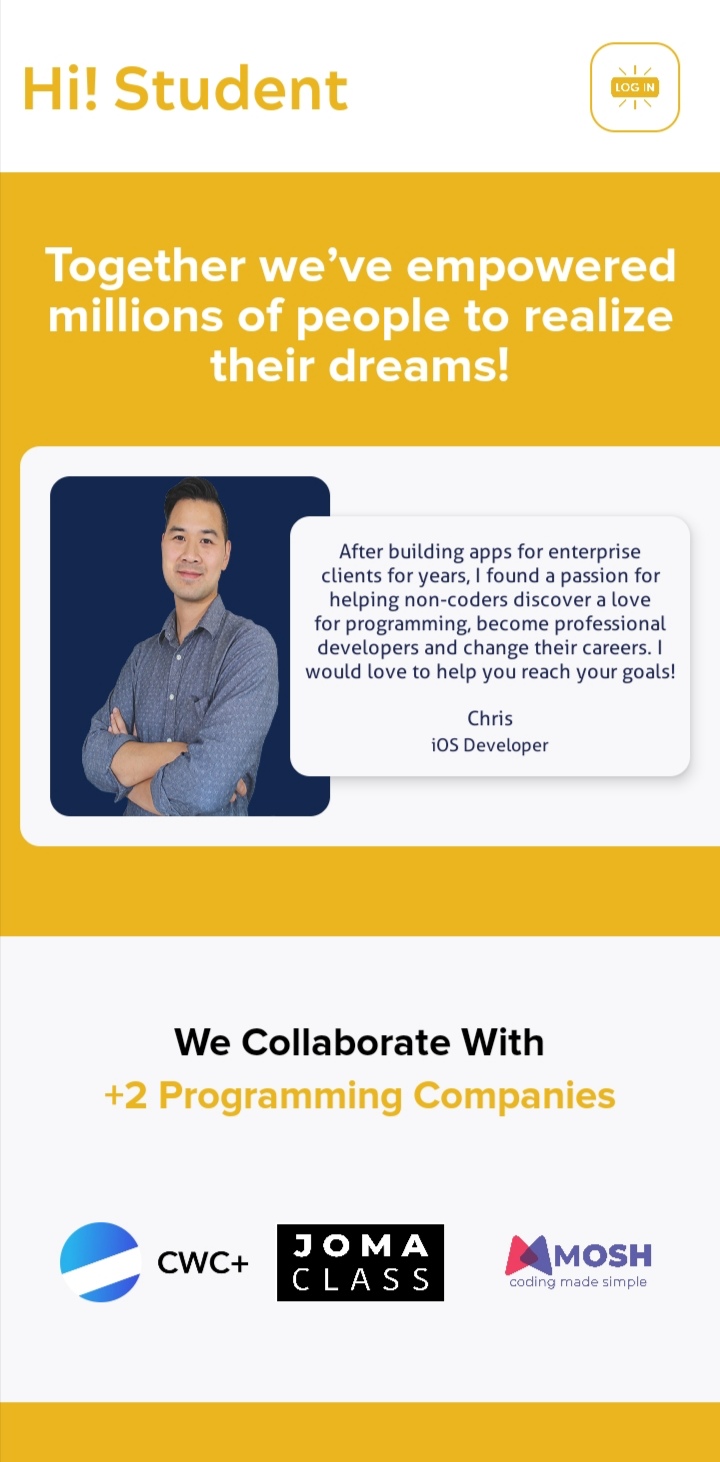 Hi! Student
LOG IN
Together we’ve empowered
millions of people to realize
their dreams!
After building apps for enterprise
clients for years, I found a passion for
helping non-coders discover a love
for programming, become professional
developers and change their careers. I
would love to help you reach your goals!
Chris
iOS Developer
We Collaborate With
+2 Programming Companies
CWC+
JOMA
CLASS
MOSH
coding made simple